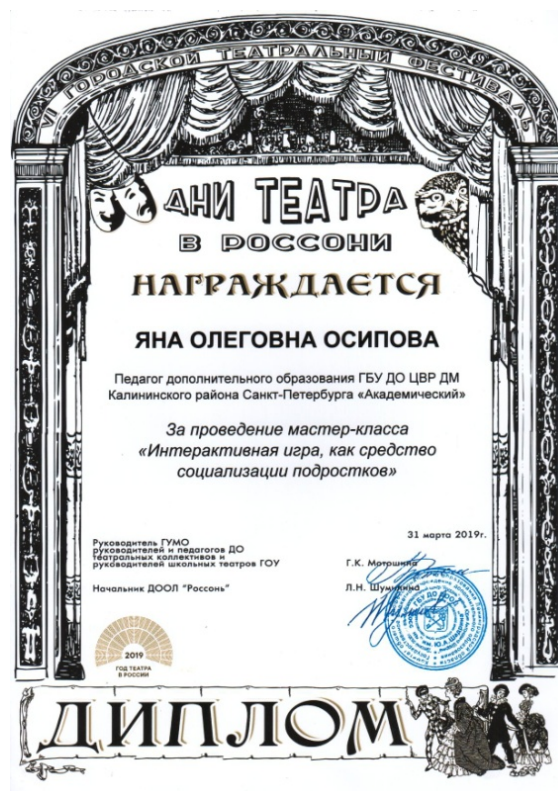 VI ГОРОДСКОЙ ТЕАТРАЛЬНЫЙ ФЕСТИВАЛЬ
ДНИ ТЕАТРА
В РОССОНИ
НАГРАЖДАЕТСЯ
ЯНА ОЛЕГОВНА ОСИПОВА
Педагог дополнительного образования ГБУ ДО ЦВР ДМ
Калининского района Санкт-Петербурга «Академический»
За проведение мастер-класса
«Интерактивная игра, как средство
социализации подростков»
31 марта 2019г.
Руководитель ГУМО
руководителей и педагогов ДО
театральных коллективов и
руководителей школьных театров ГОУ
Г.К. Мотошина
Начальник ДООЛ "Россонь"
Л.Н. Шумихина
2019
ГОД ТЕАТРА
В РОССИИ
ДИПЛОМ